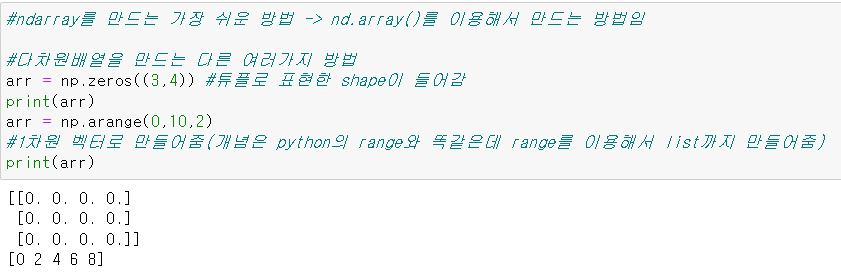 #ndarray를 만드는 가장 쉬운 방법 -> nd.array()를 이용해서 만드는 방법임
#다차원배열을 만드는 다른 여러가지 방법
arr = np.zeros((3,4)) #튜플로 표현한 shape이 들어감
print(arr)
arr = np.arange(0,10,2)
#1차원 벡터로 만들어줌(개념은 python의 range와 똑같은데 range를 이용해서 list까지 만들어줌)
print(arr)
[[0. 0. 0. 0.]
 [0. 0. 0. 0.]
 [0. 0. 0. 0.]]
[0 2 4 6 8]